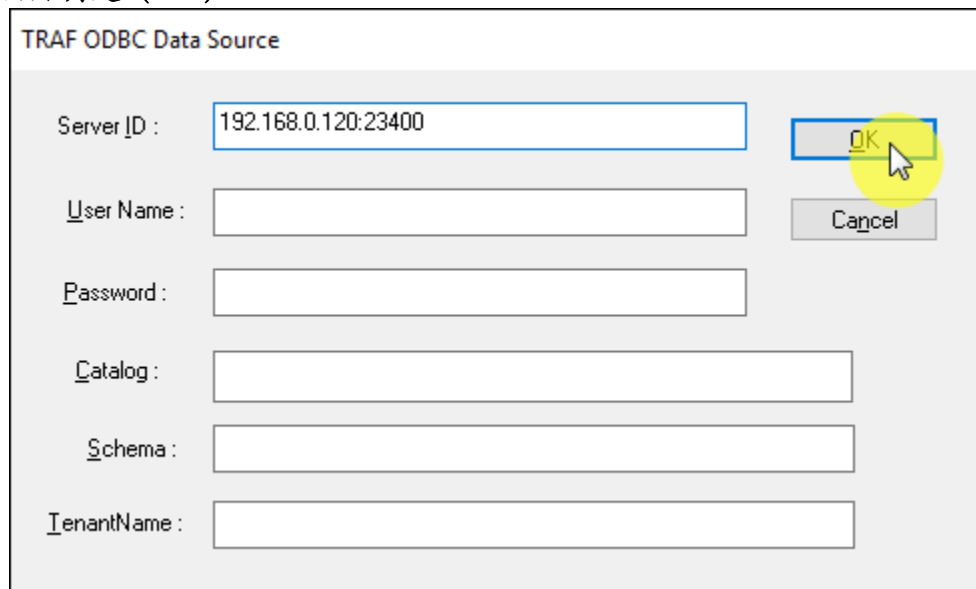 TRAF ODBC Data Source
Server ID : 192.168.0.120:23400
OK
User Name :
Cancel
Password :
Catalog :
Schema :
TenantName :